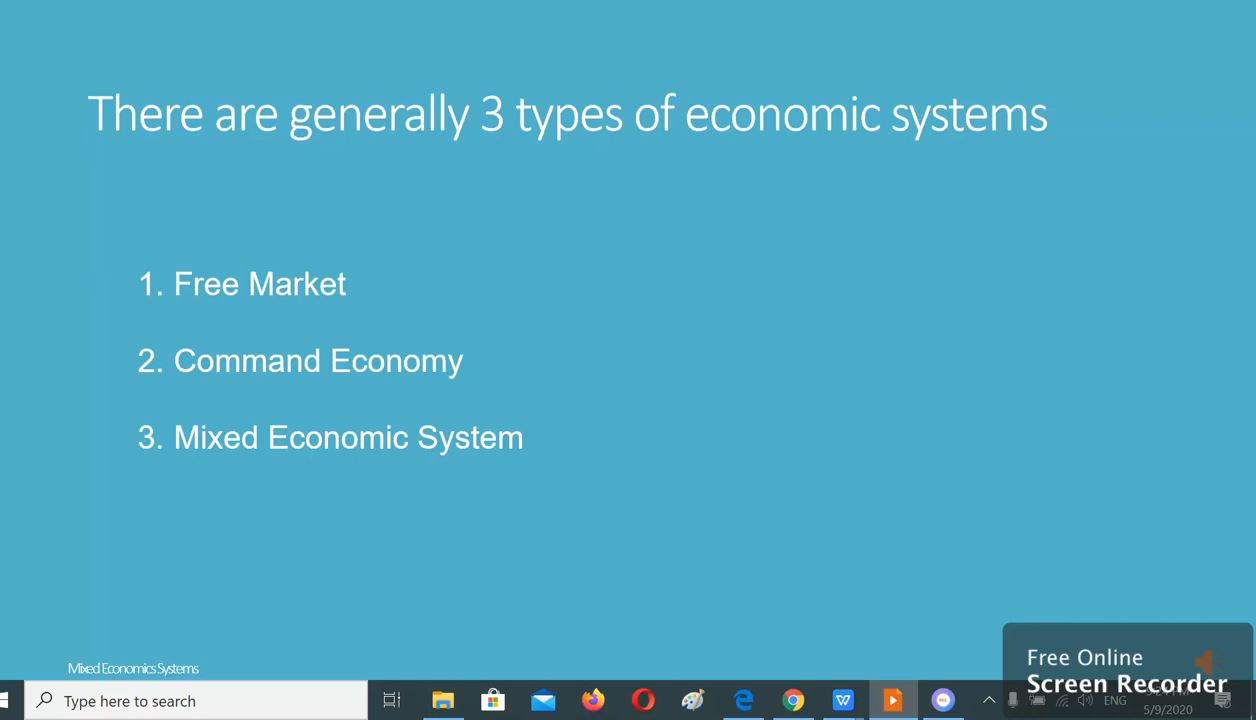 There are generally 3 types of economic systems
1. Free Market
2. Command Economy
3. Mixed Economic System
Mixed Economics Systems
Free Online
Screen Recorder
Type here to search
ENG
5/9/2020